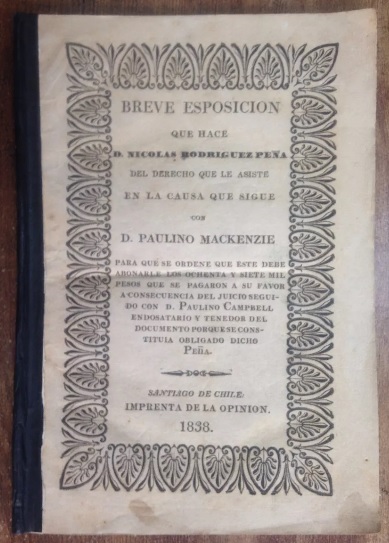 BREVE ESPOSICION
QUE HACE
D. NICOLAS RODRIGUEZ PEÑA
DEL DERECHO QUE LE ASISTE
EN LA CAUSA QUE SIGUE
CON
D. PAULINO MACKENZIE
PARA QUE SE ORDENE QUE ESTE DEBE
ABONARLE LOS OCHENTA Y SIETE MIL
PESOS QUE SE PAGARON A SU FAVOR
A CONSECUENCIA DEL JUICIO SEGUI-
DO CON D. PAULINO CAMPBELL
ENDOSATARIO Y TENEDOR DEL
DOCUMENTO PORQUE SE CONS-
TITUIA OBLIGADO DICHO
PEÑA.
SANTIAGO DE CHILE:
IMPRENTA DE LA OPINION.
1838.